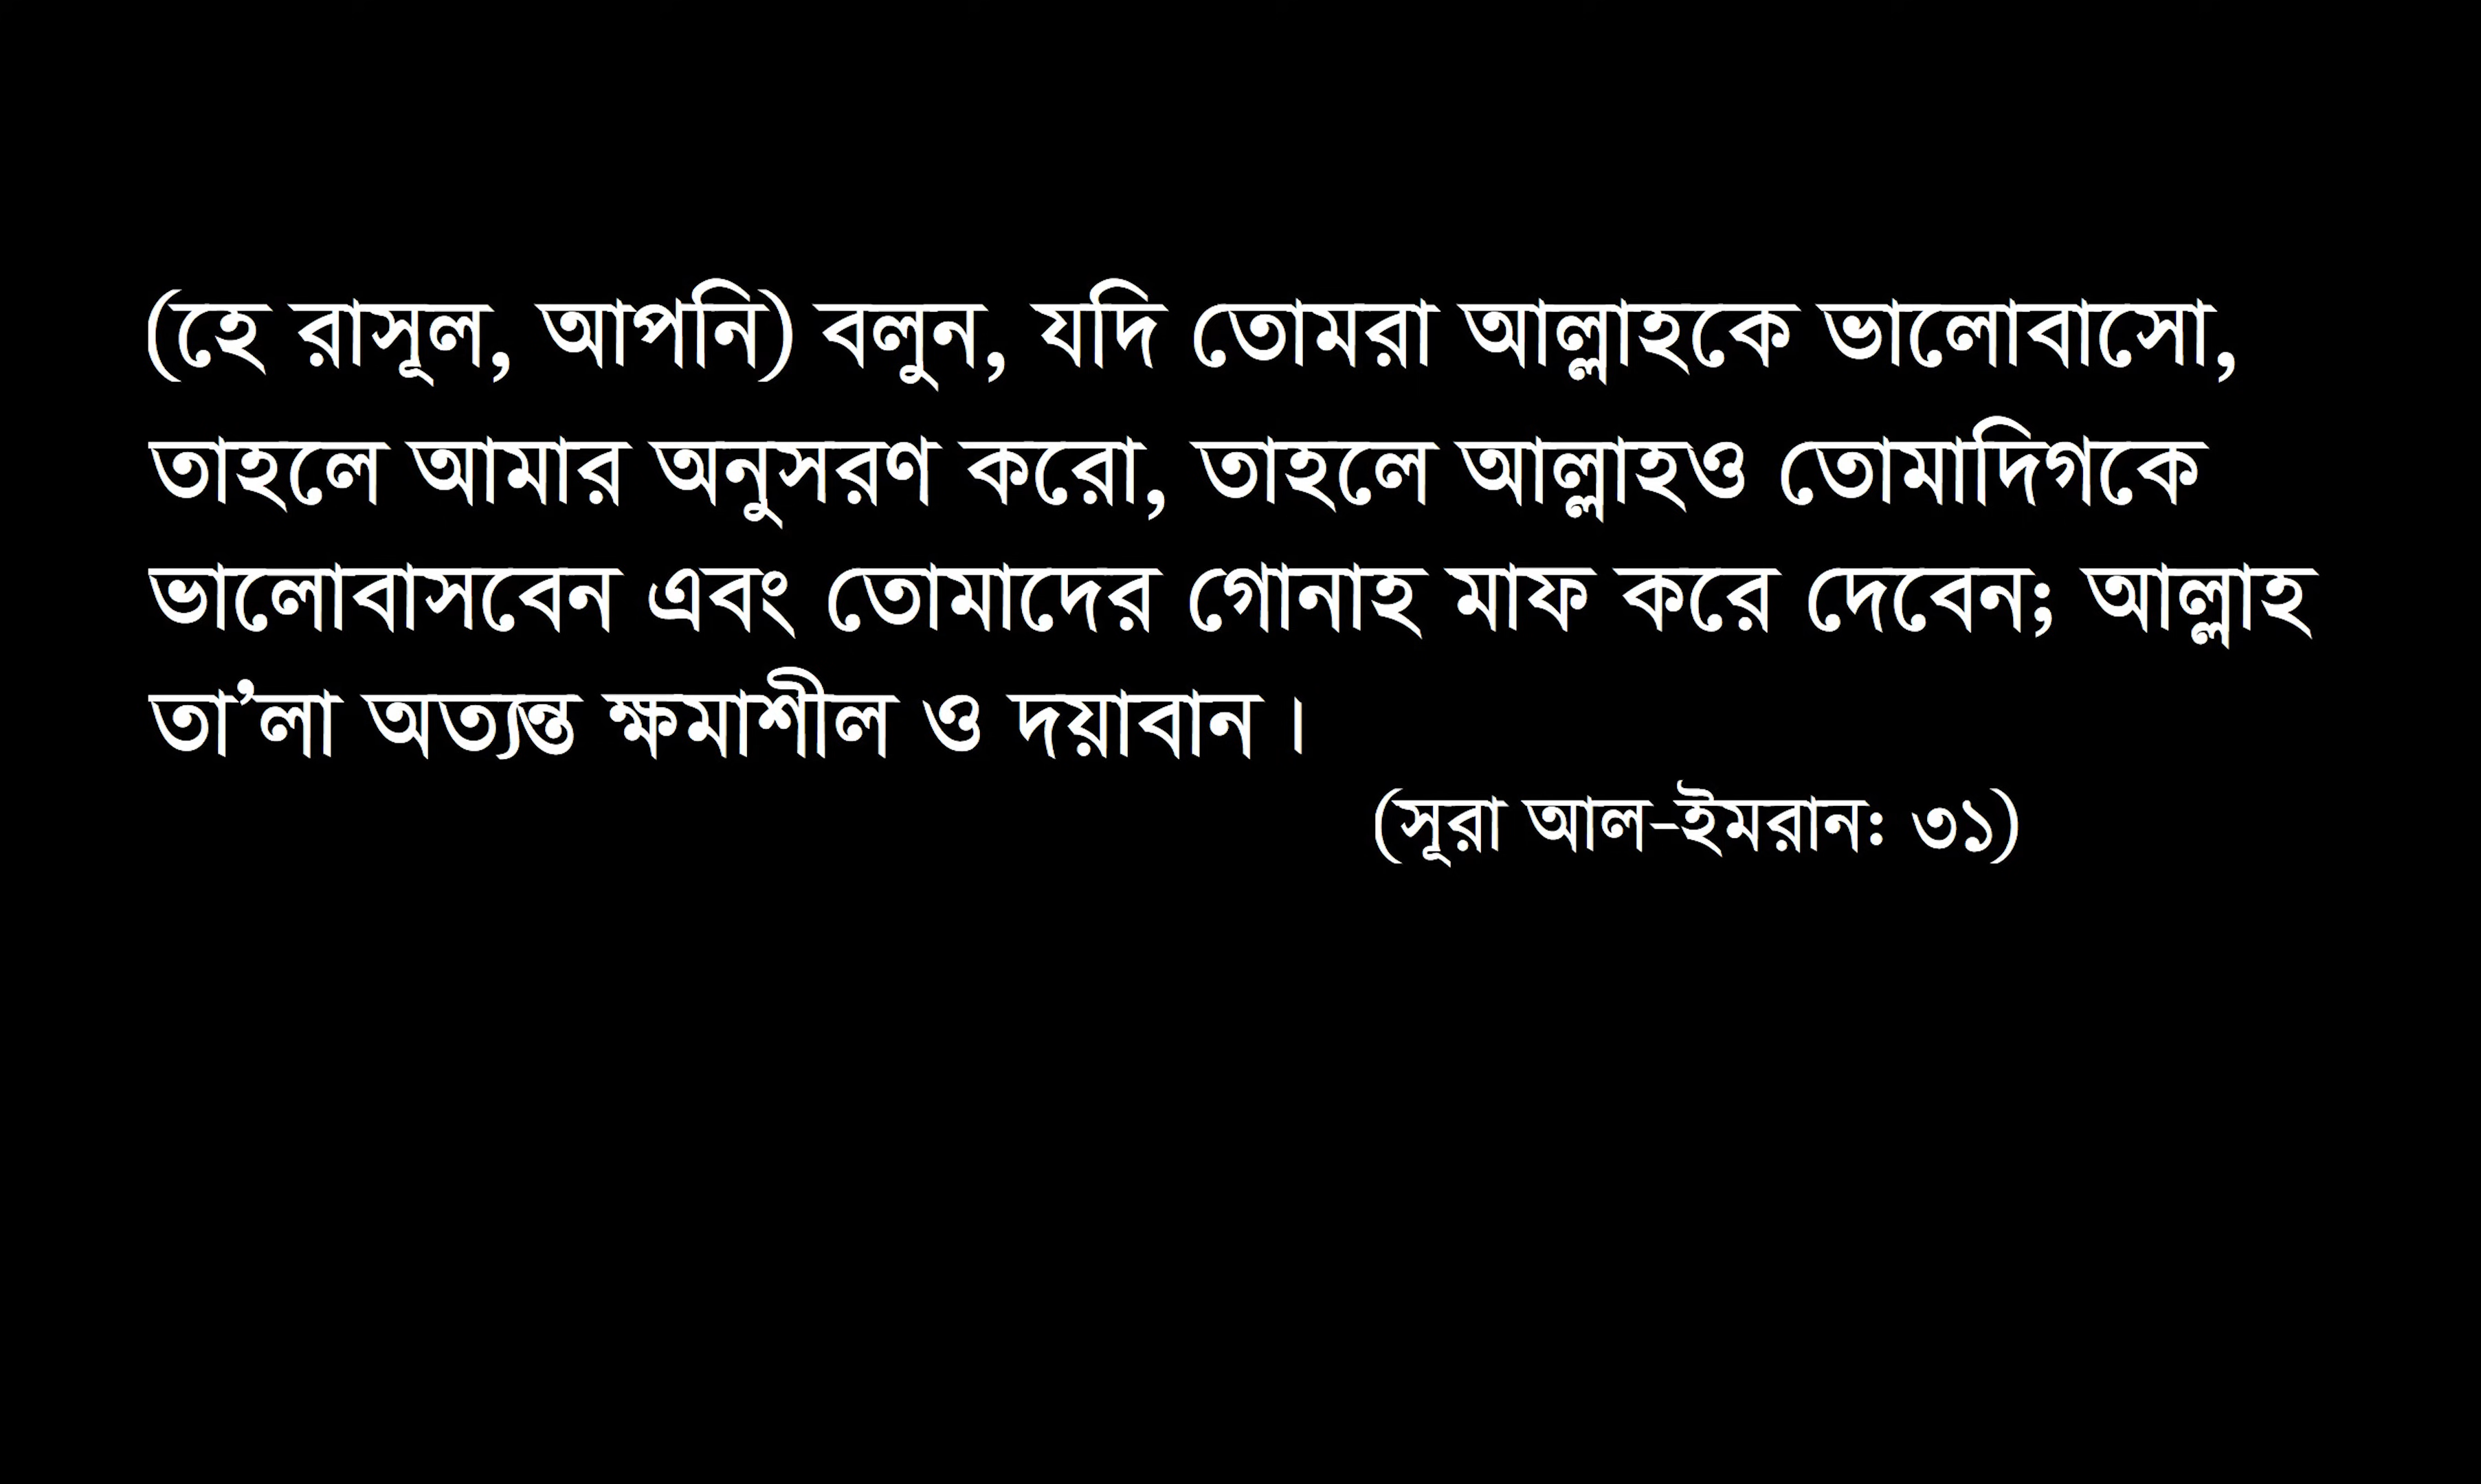 (হে রাসূল, আপনি) বলুন, যদি তোমরা আল্লাহকে ভালোবাসো,
তাহলে আমার অনুসরণ করো, তাহলে আল্লাহও তোমাদিগকে
ভালোবাসবেন এবং তোমাদের গোনাহ মাফ করে দেবেন; আল্লাহ
তা’লা অত্যন্ত ক্ষমাশীল ও দয়াবান।
(সূরা আল-ইমরান: ৩১)